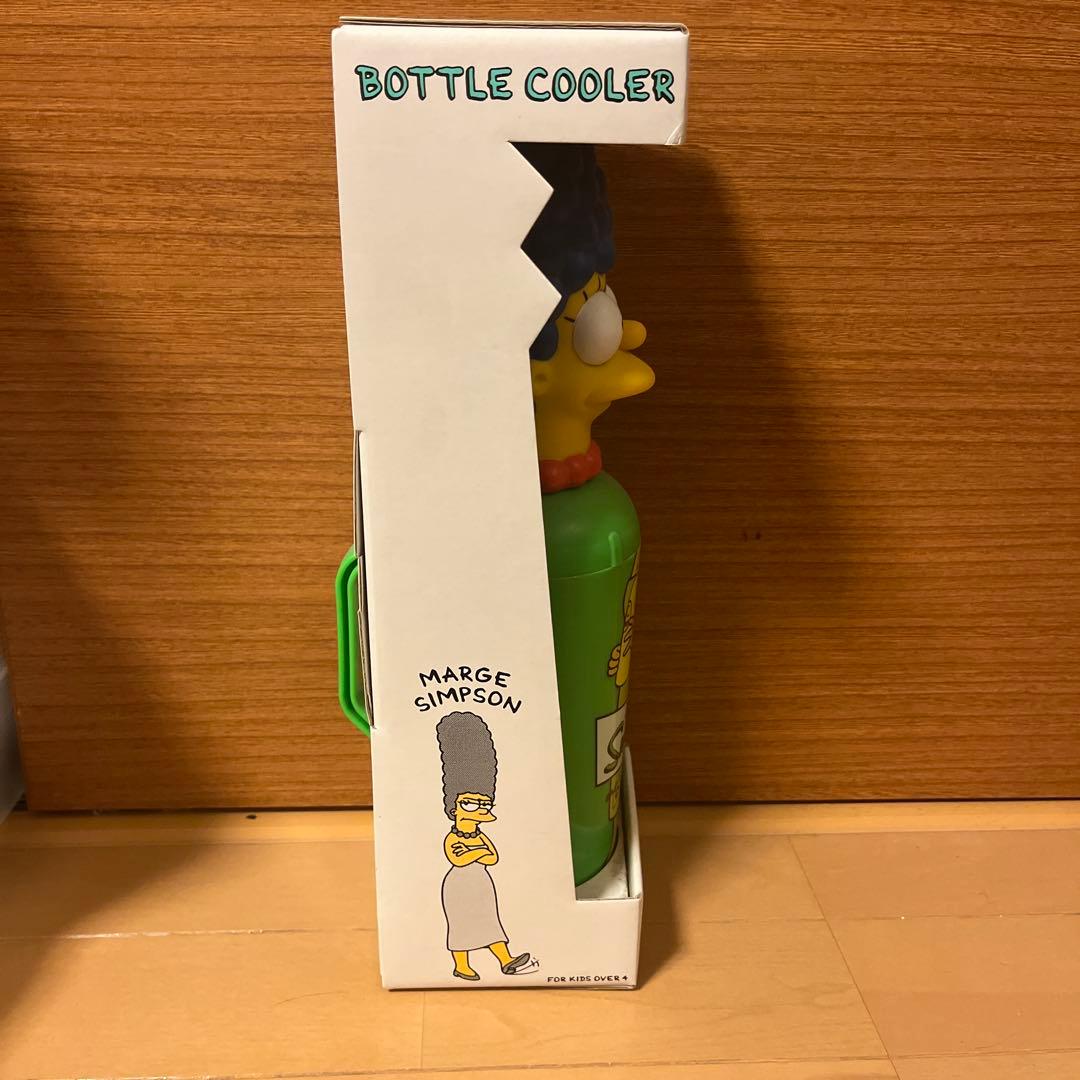 BOTTLE COOLER
MARGE
SIMPSON
FOR KIDS OVER 4